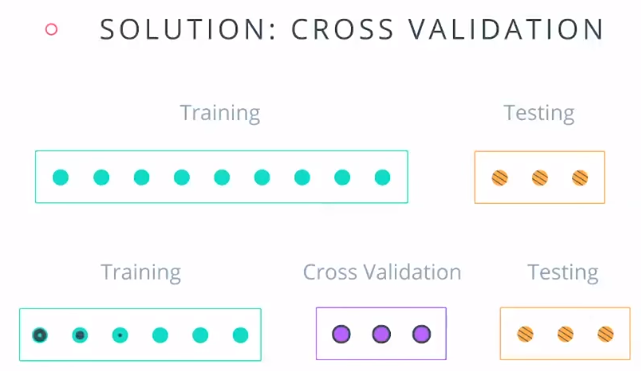 SOLUTION: CROSS VALIDATION
Training Testing
Training Cross Validation Testing